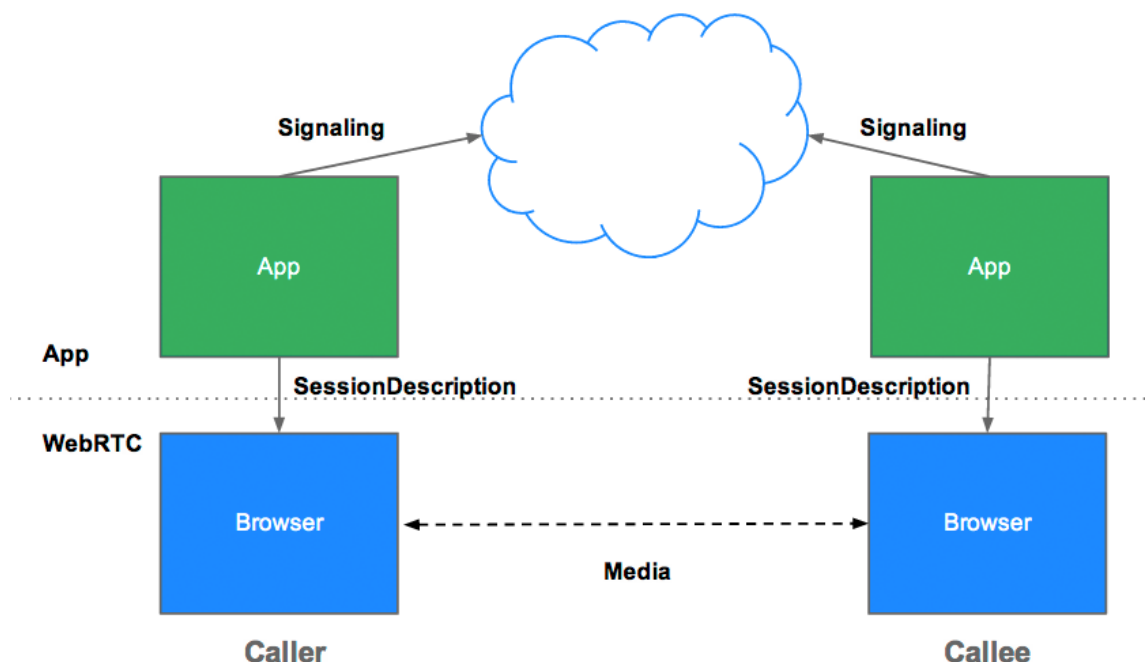 Signaling
Signaling
App
App
App
SessionDescription
SessionDescription
WebRTC
Browser
Browser
Media
Caller
Callee